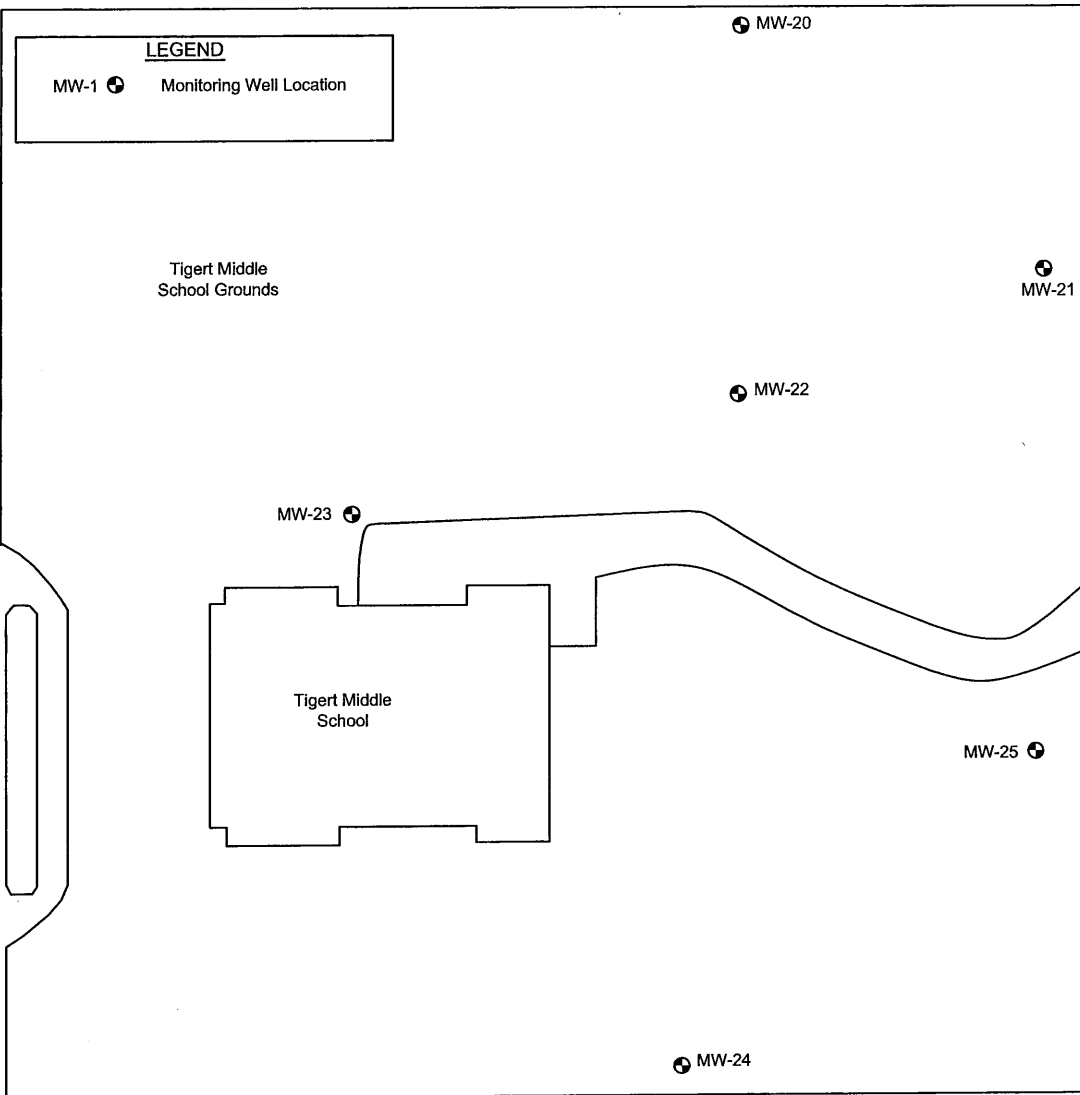 MW-20
LEGEND
MW-1 Monitoring Well Location
Tigert Middle
School Grounds
MW-21
MW-22
MW-23
Tigert Middle
School
MW-25
MW-24